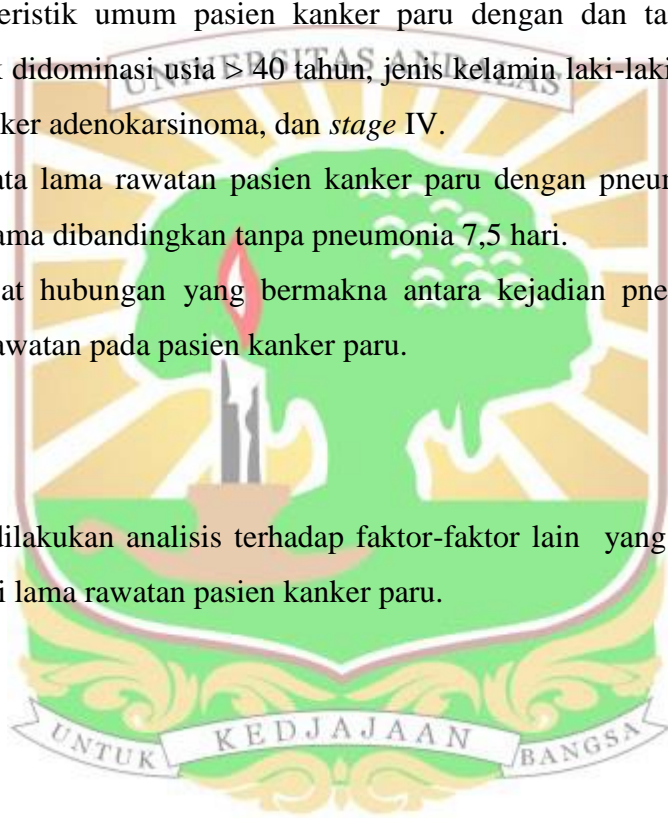 eristik umum pasien kanker paru dengan dan ta
k didominasi usia > 40 tahun, jenis kelamin laki-laki
UNIVERSITAS ANDALAS
ker adenokarsinoma, dan stage IV.
ata lama rawatan pasien kanker paru dengan pneum
ama dibandingkan tanpa pneumonia 7,5 hari.
at hubungan yang bermakna antara kejadian pne
awatan pada pasien kanker paru.
dilakukan analisis terhadap faktor-faktor lain yang
i lama rawatan pasien kanker paru.
UNTUK KEDJAJAAN BANGSA